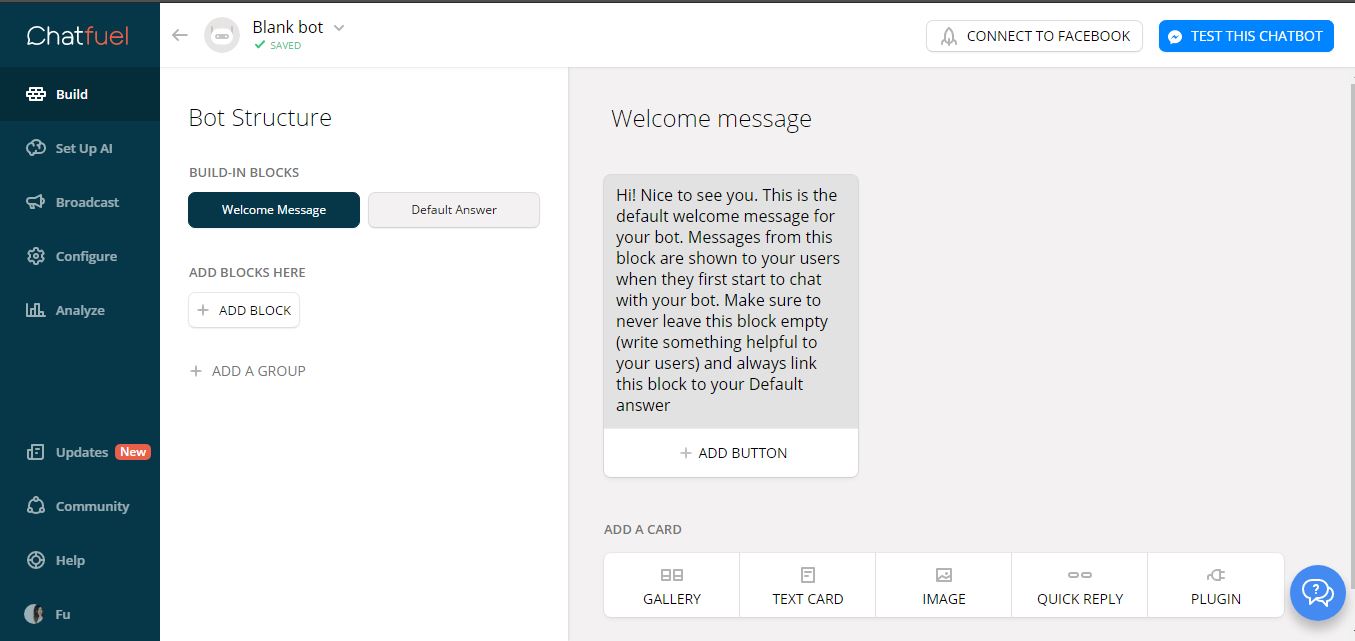 Chatfuel
Blank bot
SAVED
CONNECT TO FACEBOOK
TEST THIS CHATBOT
Build
Set Up AI
Broadcast
Configure
Analyze
Updates New
Community
Help
Fu
Bot Structure
BUILD-IN BLOCKS
Welcome Message
Default Answer
ADD BLOCKS HERE
+ ADD BLOCK
+ ADD A GROUP
Welcome message
Hi! Nice to see you. This is the
default welcome message for
your bot. Messages from this
block are shown to your users
when they first start to chat
with your bot. Make sure to
never leave this block empty
(write something helpful to
your users) and always link
this block to your Default
answer
+ ADD BUTTON
ADD A CARD
GALLERY
TEXT CARD
IMAGE
QUICK REPLY
PLUGIN